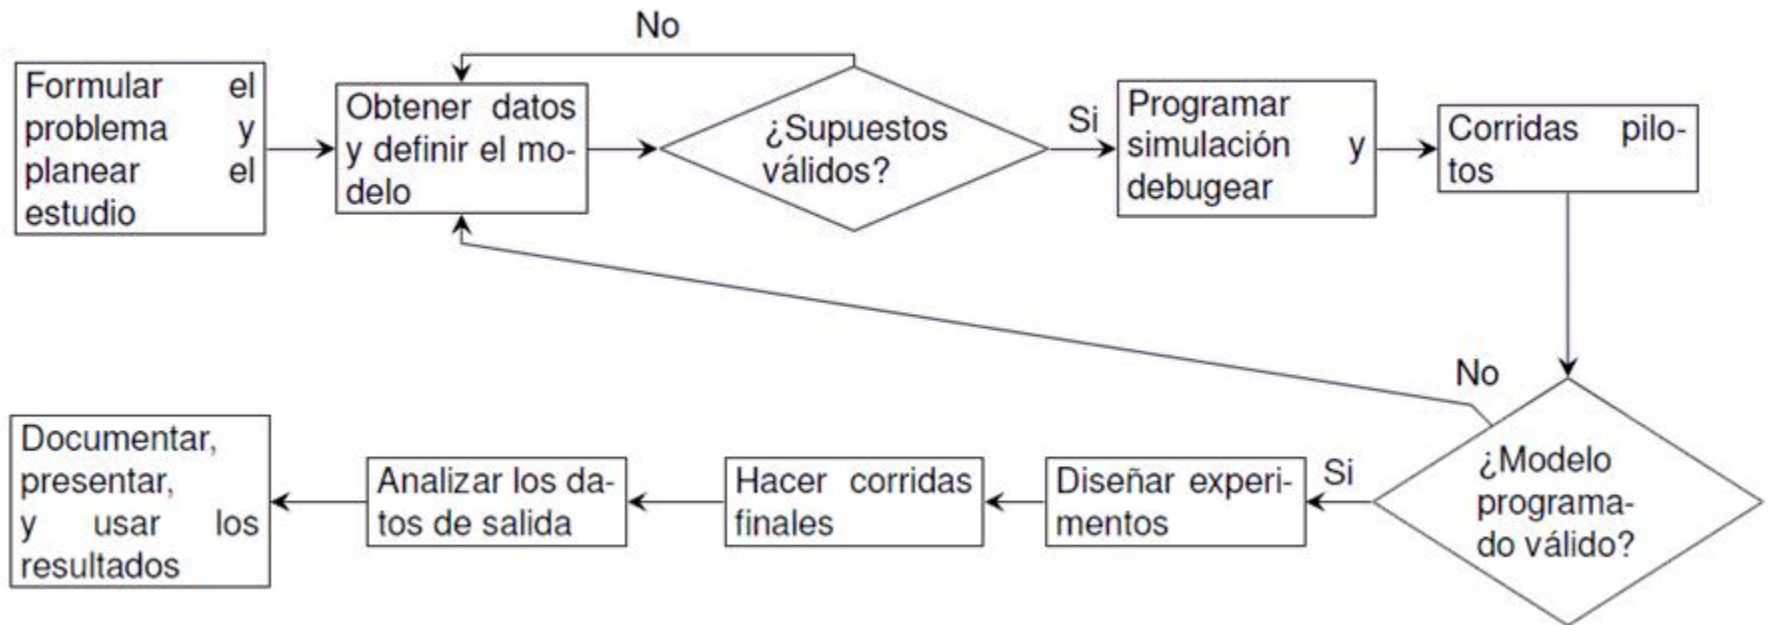 No
Formular el
problema y
planear el
estudio
Obtener datos
y definir el mo-
delo
¿Supuestos
válidos?
Si
Programar
simulación y
debugear
Corridas pilo-
tos
No
¿Modelo
programa-
do válido?
Si
Diseñar experi-
mentos
Hacer corridas
finales
Analizar los da-
tos de salida
Documentar,
presentar,
y usar los
resultados